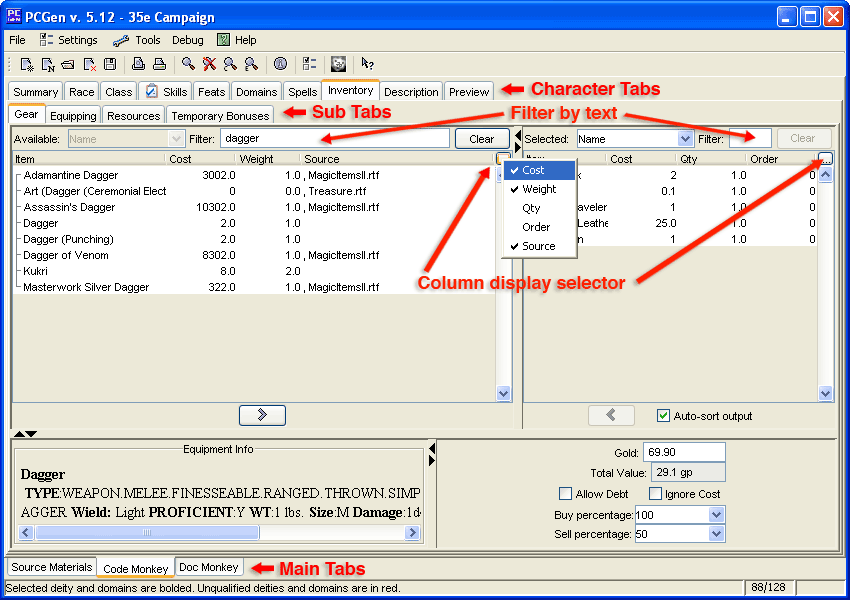 PCGen v. 5.12 - 35e Campaign
File Settings Tools Debug Help
Summary Race Class Skills Feats Domains Spells Inventory Description Preview Character Tabs
Gear Equipping Resources Temporary Bonuses Sub Tabs Filter by text
Available: Name Filter: dagger Clear Selected: Name Filter: Clear
Item Cost Weight Source Cost Qty Order ...
Adamantine Dagger 3002.0 1.0 , MagicItemsII.rtf Cost 2 1.0 0
Art (Dagger (Ceremonial Elect 0 0.0 , Treasure.rtf Weight 0.1 1.0 0
Assassin's Dagger 10302.0 1.0 , MagicItemsII.rtf Qty aveler 1 1.0 0
Dagger 2.0 1.0 Order Leathe 25.0 1.0 0
Dagger (Punching) 2.0 1.0 Source n 1 1.0 0
Dagger of Venom 8302.0 1.0 , MagicItemsII.rtf
Kukri 8.0 2.0
Masterwork Silver Dagger 322.0 1.0 , MagicItemsII.rtf
Column display selector
Auto-sort output
Equipment Info
Dagger
TYPE:WEAPON.MELEE.FINESSEABLE.RANGED.THROWN.SIMP
AGGER Wield: Light PROFICIENT:Y WT:1 lbs. Size:M Damage:1d
Gold: 69.90
Total Value: 29.1 gp
Allow Debt Ignore Cost
Buy percentage: 100
Sell percentage: 50
Source Materials Code Monkey Doc Monkey Main Tabs
Selected deity and domains are bolded. Unqualified deities and domains are in red. 88/128